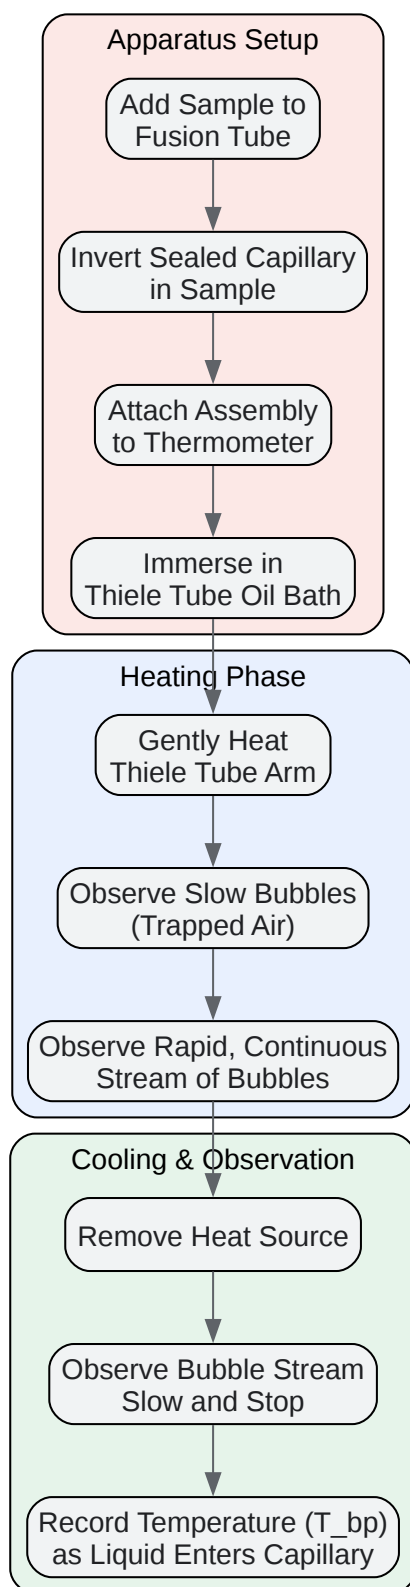 Apparatus Setup
Add Sample to
Fusion Tube
Invert Sealed Capillary
in Sample
Attach Assembly
to Thermometer
Immerse in
Thiele Tube Oil Bath
Heating Phase
Gently Heat
Thiele Tube Arm
Observe Slow Bubbles
(Trapped Air)
Observe Rapid, Continuous
Stream of Bubbles
Cooling & Observation
Remove Heat Source
Observe Bubble Stream
Slow and Stop
Record Temperature (T_bp)
as Liquid Enters Capillary